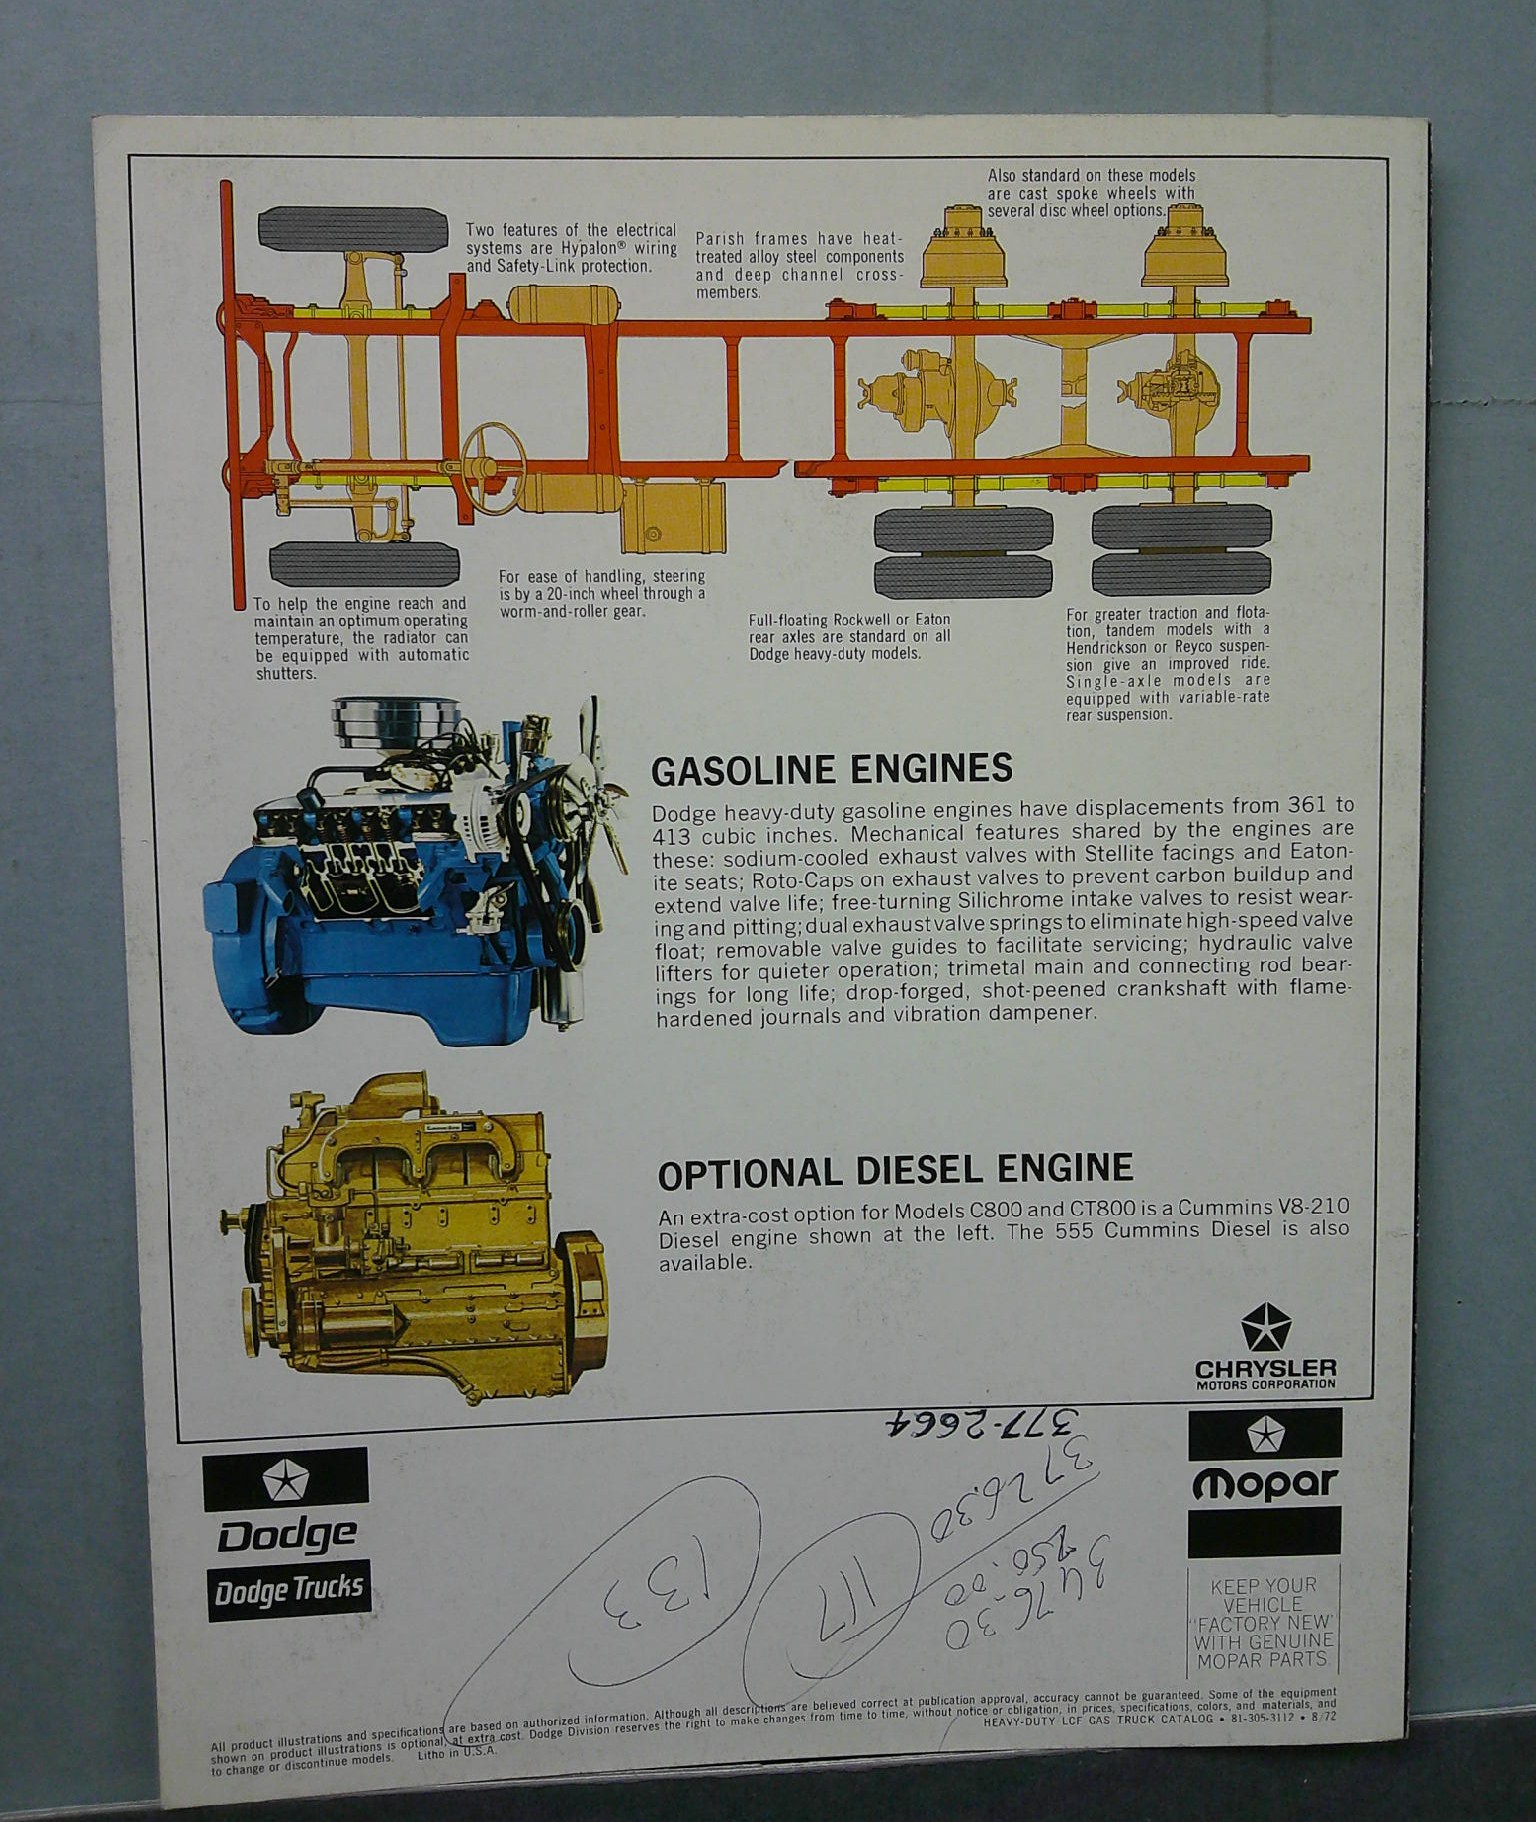 Also standard on these models
are cast spoke wheels with
several disc wheel options.
Two features of the electrical
systems are Hypalon® wiring
and Safety-Link protection.
Parish frames have heat-
treated alloy steel components
and deep channel cross-
members.
To help the engine reach and
maintain an optimum operating
temperature, the radiator can
be equipped with automatic
shutters.
For ease of handling, steering
is by a 20-inch wheel through a
worm-and-roller gear.
Full-floating Rockwell or Eaton
rear axles are standard on all
Dodge heavy-duty models.
For greater traction and flota-
tion, tandem models with a
Hendrickson or Reyco suspen-
sion give an improved ride.
Single-axle models are
equipped with variable-rate
rear suspension.
GASOLINE ENGINES
Dodge heavy-duty gasoline engines have displacements from 361 to
413 cubic inches. Mechanical features shared by the engines are
these: sodium-cooled exhaust valves with Stellite facings and Eaton-
ite seats; Roto-Caps on exhaust valves to prevent carbon buildup and
extend valve life; free-turning Silichrome intake valves to resist wear-
ing and pitting; dual exhaust valve springs to eliminate high-speed valve
float; removable valve guides to facilitate servicing; hydraulic valve
lifters for quieter operation; trimetal main and connecting rod bear-
ings for long life; drop-forged, shot-peened crankshaft with flame-
hardened journals and vibration dampener.
OPTIONAL DIESEL ENGINE
An extra-cost option for Models C800 and CT800 is a Cummins V8-210
Diesel engine shown at the left. The 555 Cummins Diesel is also
available.
CHRYSLER
MOTORS CORPORATION
377-2664
3726.30
250.00
3476.30
117
133
Dodge
Dodge Trucks
Mopar
KEEP YOUR
VEHICLE
"FACTORY NEW"
WITH GENUINE
MOPAR PARTS
All product illustrations and specifications are based on authorized information. Although all descriptions are believed correct at publication approval, accuracy cannot be guaranteed. Some of the equipment
shown on product illustrations is optional, at extra cost. Dodge Division reserves the right to make changes from time to time, without notice or obligation, in prices, specifications, colors, and materials, and
to change or discontinue models. Litho in U.S.A.
HEAVY-DUTY LCF GAS TRUCK CATALOG • 81-305-3112 • 8/72